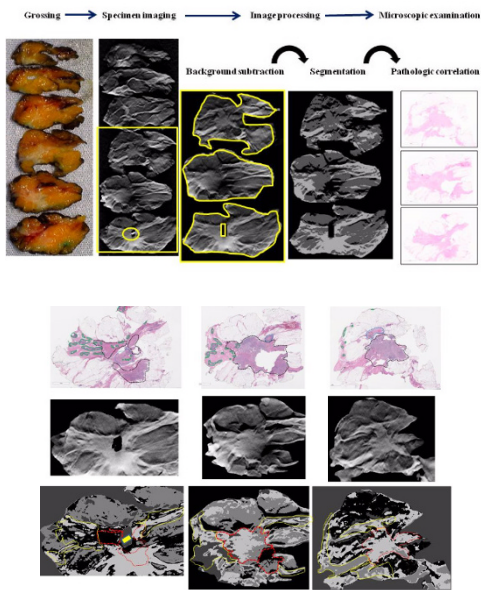 Grossing Specimen imaging Image processing Microscopic examination
Background subtraction Segmentation Pathologic correlation